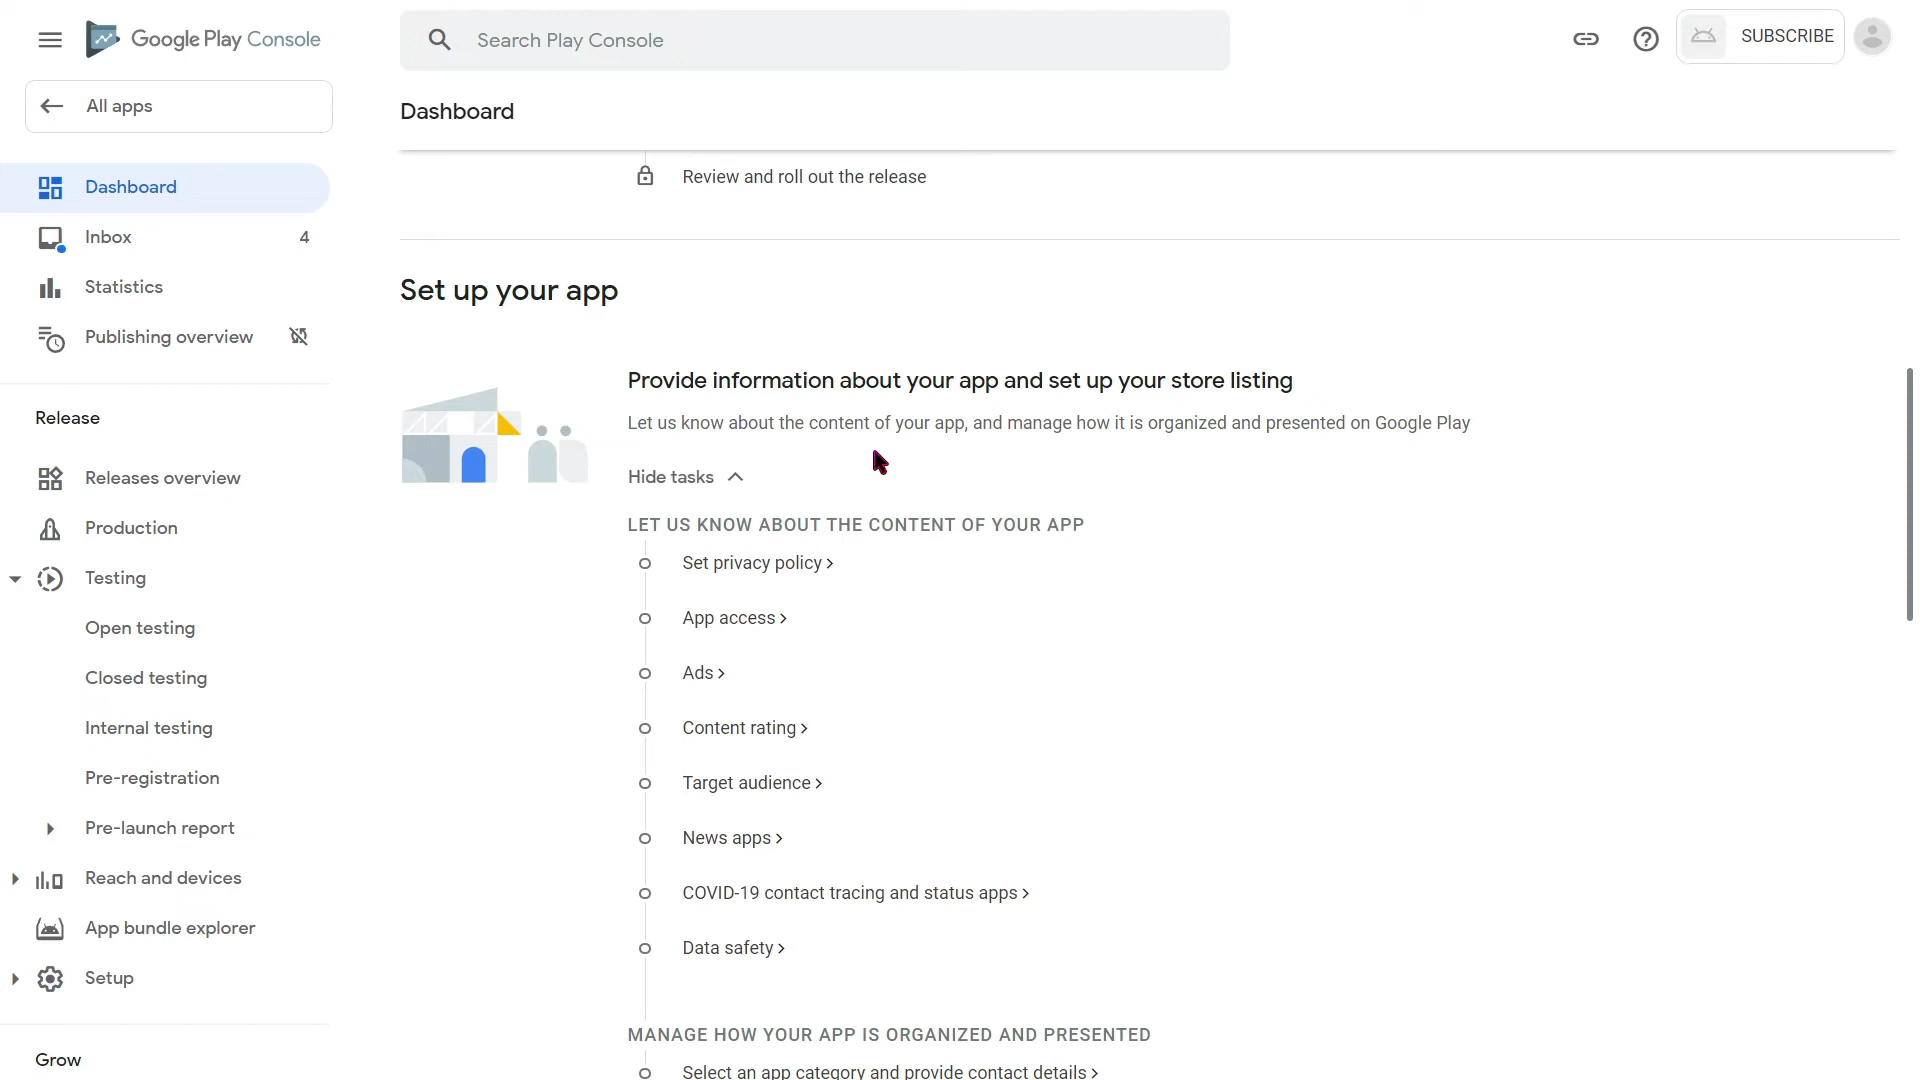 Google Play Console
Search Play Console
SUBSCRIBE
All apps
Dashboard
Dashboard
Inbox 4
Statistics
Publishing overview
Release
Releases overview
Production
Testing
Open testing
Closed testing
Internal testing
Pre-registration
Pre-launch report
Reach and devices
App bundle explorer
Setup
Grow
Review and roll out the release
Set up your app
Provide information about your app and set up your store listing
Let us know about the content of your app, and manage how it is organized and presented on Google Play
Hide tasks
LET US KNOW ABOUT THE CONTENT OF YOUR APP
Set privacy policy
App access
Ads
Content rating
Target audience
News apps
COVID-19 contact tracing and status apps
Data safety
MANAGE HOW YOUR APP IS ORGANIZED AND PRESENTED
Select an app category and provide contact details